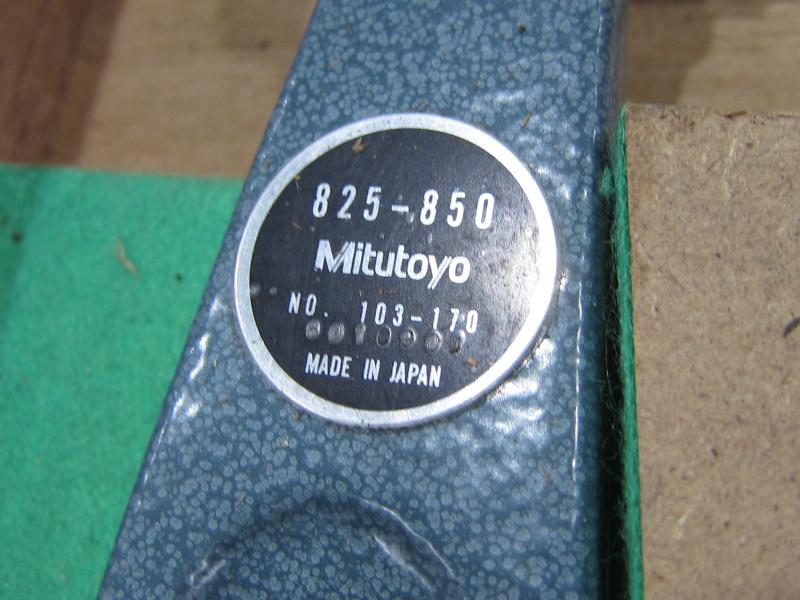 825-850
Mitutoyo
NO. 103-170
MADE IN JAPAN